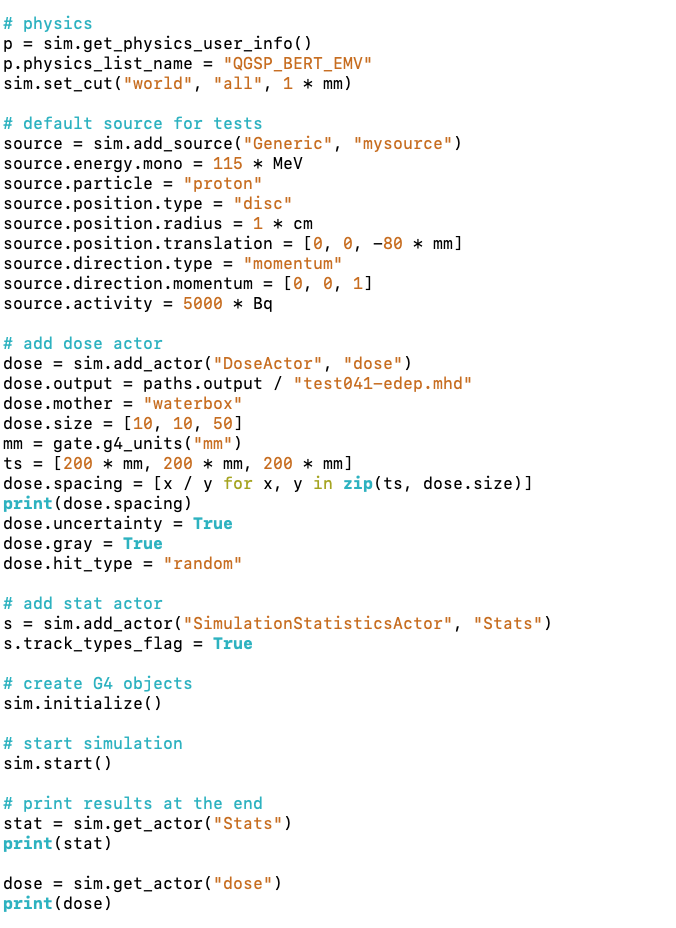 # physics
p = sim.get_physics_user_info()
p.physics_list_name = "QGSP_BERT_EMV"
sim.set_cut("world", "all", 1 * mm)
# default source for tests
source = sim.add_source("Generic", "mysource")
source.energy.mono = 115 * MeV
source.particle = "proton"
source.position.type = "disc"
source.position.radius = 1 * cm
source.position.translation = [0, 0, -80 * mm]
source.direction.type = "momentum"
source.direction.momentum = [0, 0, 1]
source.activity = 5000 * Bq
# add dose actor
dose = sim.add_actor("DoseActor", "dose")
dose.output = paths.output / "test041-edep.mhd"
dose.mother = "waterbox"
dose.size = [10, 10, 50]
mm = gate.g4_units("mm")
ts = [200 * mm, 200 * mm, 200 * mm]
dose.spacing = [x / y for x, y in zip(ts, dose.size)]
print(dose.spacing)
dose.uncertainty = True
dose.gray = True
dose.hit_type = "random"
# add stat actor
s = sim.add_actor("SimulationStatisticsActor", "Stats")
s.track_types_flag = True
# create G4 objects
sim.initialize()
# start simulation
sim.start()
# print results at the end
stat = sim.get_actor("Stats")
print(stat)
dose = sim.get_actor("dose")
print(dose)